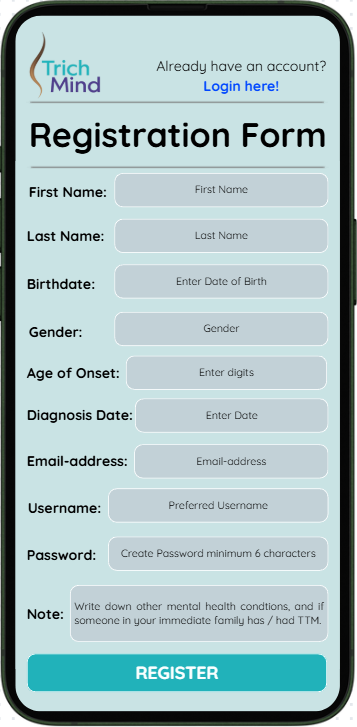 Trich
Mind
Already have an account?
Login here!
Registration Form
First Name: First Name
Last Name: Last Name
Birthdate: Enter Date of Birth
Gender: Gender
Age of Onset: Enter digits
Diagnosis Date: Enter Date
Email-address: Email-address
Username: Preferred Username
Password: Create Password minimum 6 characters
Note: Write down other mental health condtions, and if
someone in your immediate family has / had TTM.
REGISTER